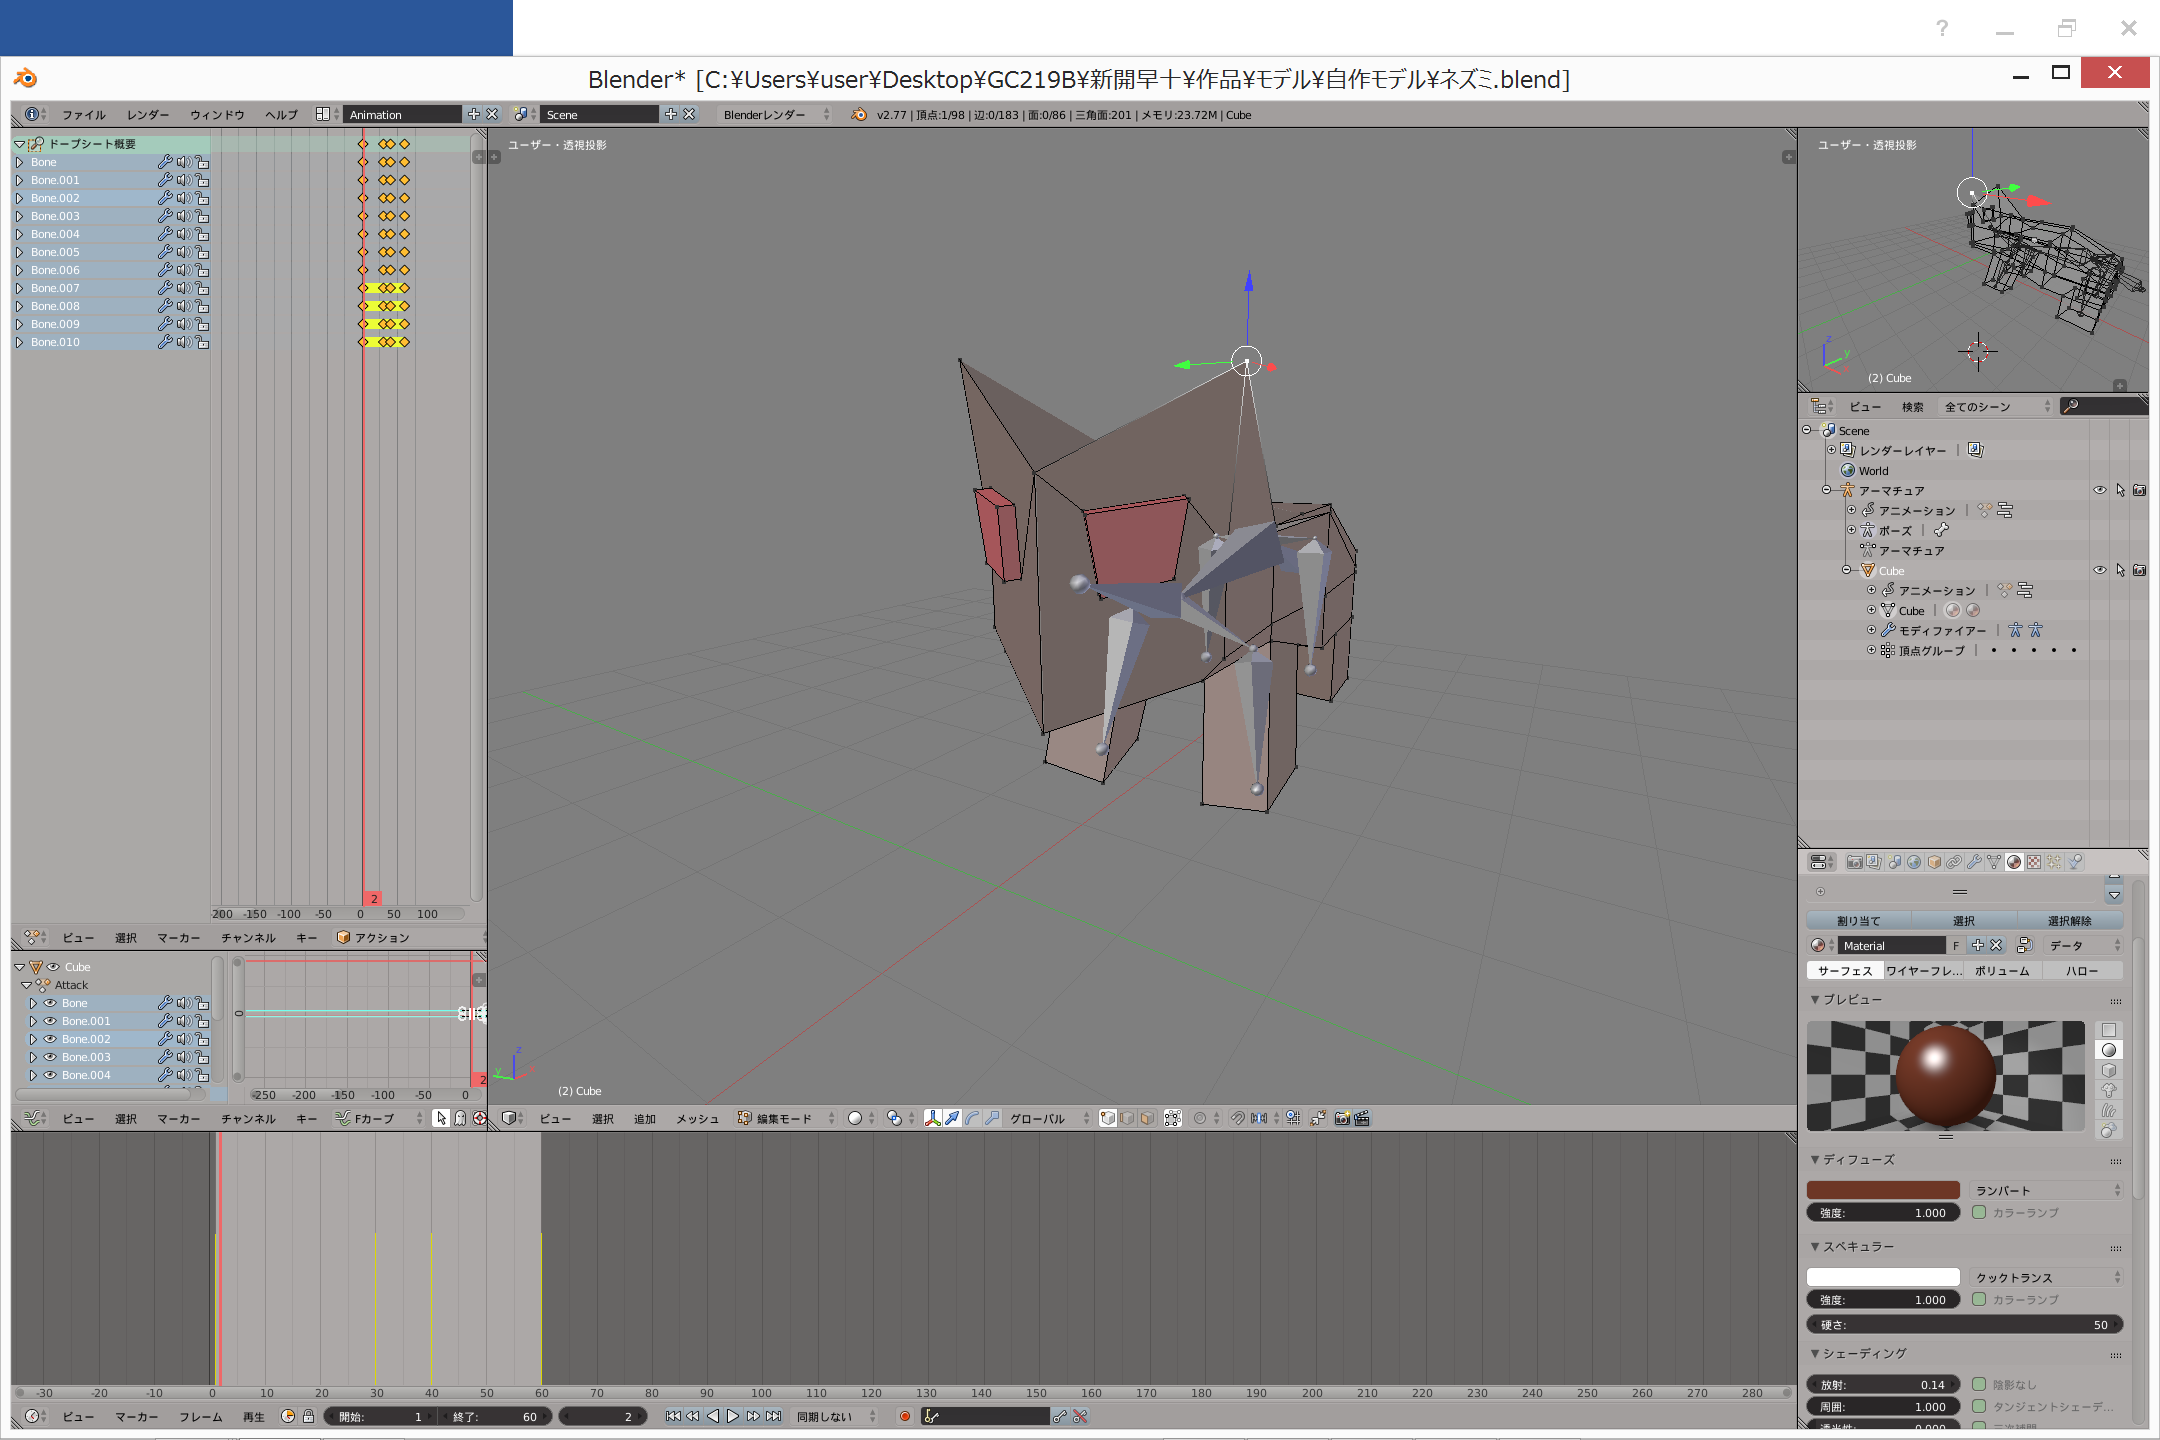 ?
Blender* [C:¥Users¥user¥Desktop¥GC219B¥新開早十¥作品¥モデル¥自作モデル¥ネズミ.blend]
ファイル レンダー ウィンドウ ヘルプ Animation Scene Blenderレンダー v2.77 | 頂点:1/98 | 辺:0/183 | 面:0/86 | 三角面:201 | メモリ:23.72M | Cube
ドープシート概要
Bone
Bone.001
Bone.002
Bone.003
Bone.004
Bone.005
Bone.006
Bone.007
Bone.008
Bone.009
Bone.010
2
-200 -150 -100 -50 0 50 100
ビュー 選択 マーカー チャンネル キー アクション
Cube
Attack
Bone
Bone.001
Bone.002
Bone.003
Bone.004
0
2
-250 -200 -150 -100 -50 0
ビュー 選択 マーカー チャンネル キー Fカーブ
ユーザー・透視投影
z
y
(2) Cube
ビュー 選択 追加 メッシュ 編集モード グローバル
ユーザー・透視投影
z
y
(2) Cube
ビュー 検索 全てのシーン
Scene
レンダーレイヤー
World
アーマチュア
アニメーション
ポーズ
アーマチュア
Cube
アニメーション
Cube
モディファイアー
頂点グループ
割り当て 選択 選択解除
Material F データ
サーフェス ワイヤーフレ... ボリューム ハロー
プレビュー
ディフューズ
ランバート
強度: 1.000 カラーランプ
スペキュラー
クックトランス
強度: 1.000 カラーランプ
硬さ: 50
シェーディング
放射: 0.14 陰影なし
周囲: 1.000 タンジェントシェーデ...
-30 -20 -10 0 10 20 30 40 50 60 70 80 90 100 110 120 130 140 150 160 170 180 190 200 210 220 230 240 250 260 270 280
ビュー マーカー フレーム 再生 開始: 1 終了: 60 2 同期しない